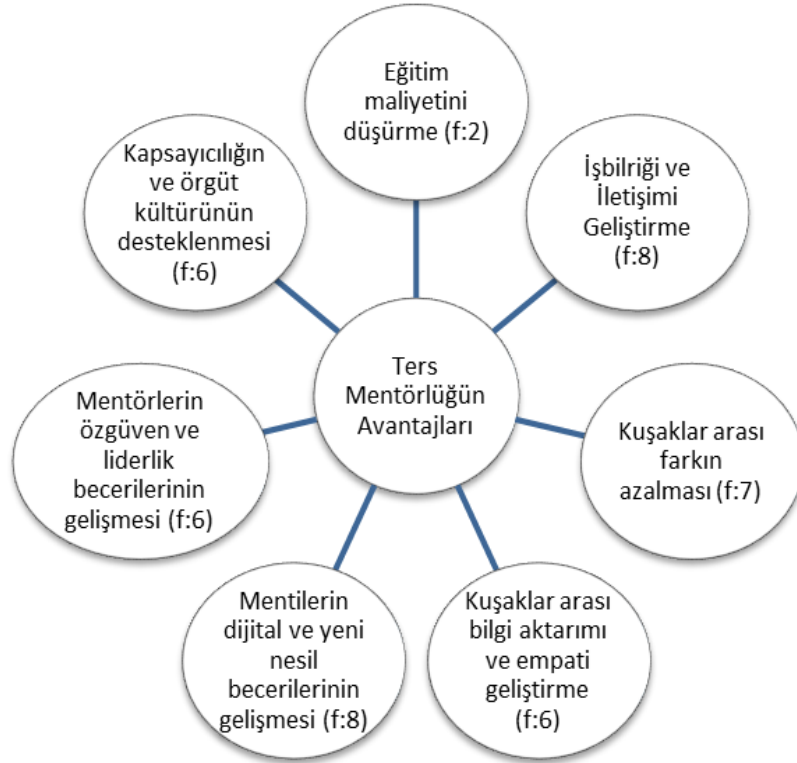 Eğitim
maliyetini
düşürme (f:2)
İşbilriği ve
İletişimi
Geliştirme
(f:8)
Kuşaklar arası
farkın
azalması (f:7)
Kuşaklar arası
bilgi aktarımı
ve empati
geliştirme
(f:6)
Mentilerin
dijital ve yeni
nesil
becerilerinin
gelişmesi (f:8)
Mentörlerin
özgüven ve
liderlik
becerilerinin
gelişmesi (f:6)
Kapsayıcılığın
ve örgüt
kültürünün
desteklenmesi
(f:6)
Ters
Mentörlüğün
Avantajları